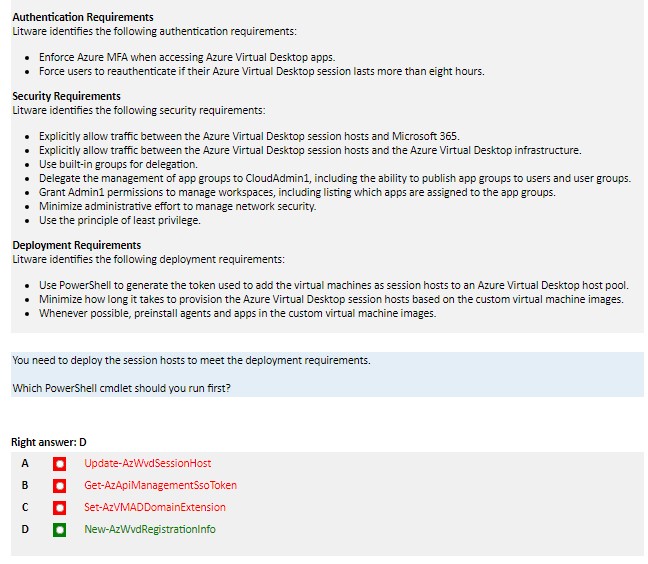 Authentication Requirements
Litware identifies the following authentication requirements:
• Enforce Azure MFA when accessing Azure Virtual Desktop apps.
• Force users to reauthenticate if their Azure Virtual Desktop session lasts more than eight hours.
Security Requirements
Litware identifies the following security requirements:
• Explicitly allow traffic between the Azure Virtual Desktop session hosts and Microsoft 365.
• Explicitly allow traffic between the Azure Virtual Desktop session hosts and the Azure Virtual Desktop infrastructure.
• Use built-in groups for delegation.
• Delegate the management of app groups to CloudAdmin1, including the ability to publish app groups to users and user groups.
• Grant Admin1 permissions to manage workspaces, including listing which apps are assigned to the app groups.
• Minimize administrative effort to manage network security.
• Use the principle of least privilege.
Deployment Requirements
Litware identifies the following deployment requirements:
• Use PowerShell to generate the token used to add the virtual machines as session hosts to an Azure Virtual Desktop host pool.
• Minimize how long it takes to provision the Azure Virtual Desktop session hosts based on the custom virtual machine images.
• Whenever possible, preinstall agents and apps in the custom virtual machine images.
You need to deploy the session hosts to meet the deployment requirements.
Which PowerShell cmdlet should you run first?
Right answer: D
A Update-AzWvdSessionHost
B Get-AzApiManagementSsoToken
C Set-AzVMADDomainExtension
D New-AzWvdRegistrationInfo